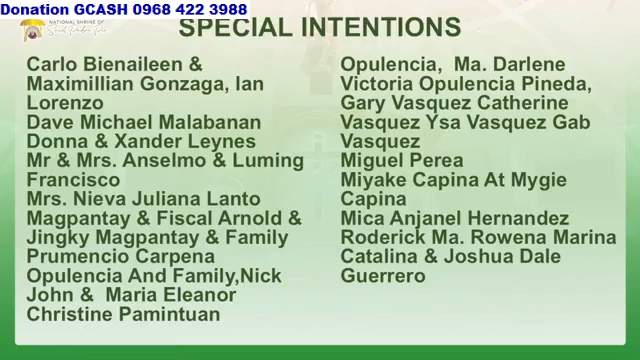 Donation GCASH 0968 422 3988
NATIONAL SHRINE OF
Saint Padre Pio
SPECIAL INTENTIONS
Carlo Bienaileen &
Maximillian Gonzaga, Ian
Lorenzo
Dave Michael Malabanan
Donna & Xander Leynes
Mr & Mrs. Anselmo & Luming
Francisco
Mrs. Nieva Juliana Lanto
Magpantay & Fiscal Arnold &
Jingky Magpantay & Family
Prumencio Carpena
Opulencia And Family,Nick
John &  Maria Eleanor
Christine Pamintuan
Opulencia,  Ma. Darlene
Victoria Opulencia Pineda,
Gary Vasquez Catherine
Vasquez Ysa Vasquez Gab
Vasquez
Miguel Perea
Miyake Capina At Mygie
Capina
Mica Anjanel Hernandez
Roderick Ma. Rowena Marina
Catalina & Joshua Dale
Guerrero